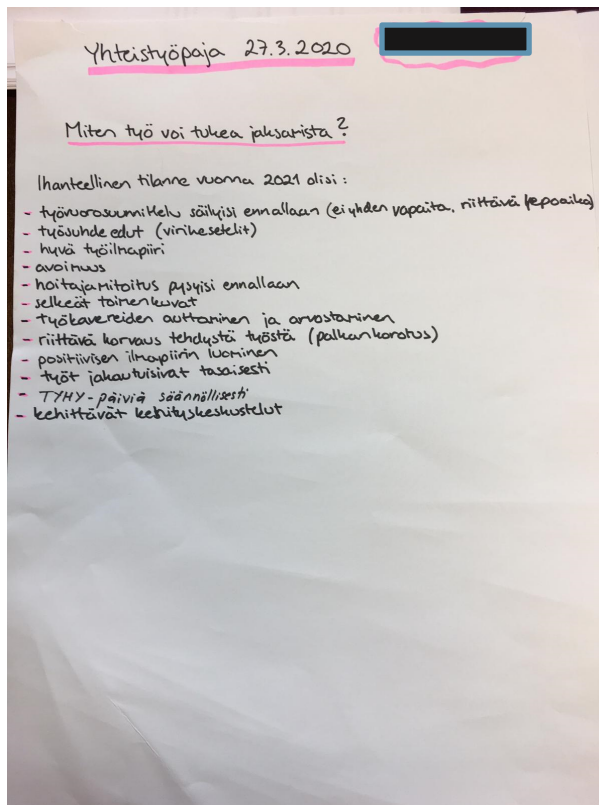 Yhteistyöpaja 27.3.2020
Miten työ voi tukea jaksamista?
Ihanteellinen tilanne vuonna 2021 olisi:
- työvuorosuunnittelu säilyisi ennallaan (ei yhden vapaita, riittävä lepoaika)
- työsuhde edut (virikesetelit)
- hyvä työilmapiiri
- avoimuus
- hoitajamitoitus pysyisi ennallaan
- selkeät toimenkuvat
- työkavereiden auttaminen ja arvostaminen
- riittävä korvaus tehdystä työstä (palkankorotus)
- positiivisen ilmapiirin luominen
- työt jakautuisivat tasaisesti
- TYHY-päiviä säännöllisesti
- kehittävät kehityskeskustelut